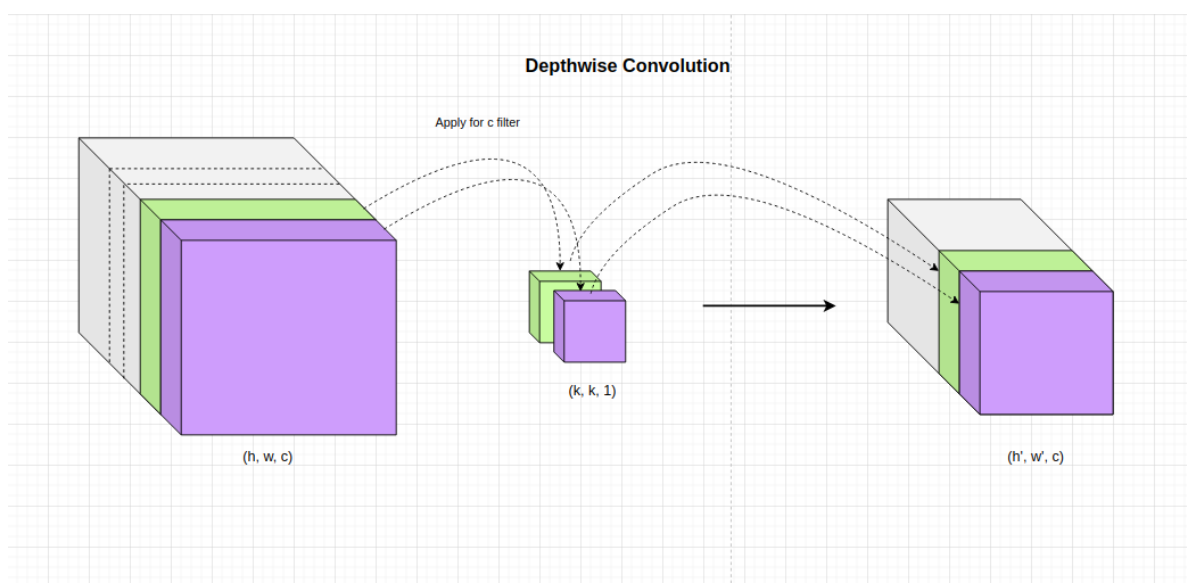 Depthwise Convolution
Apply for c filter
(k, k, 1)
(h, w, c)
(h', w', c)